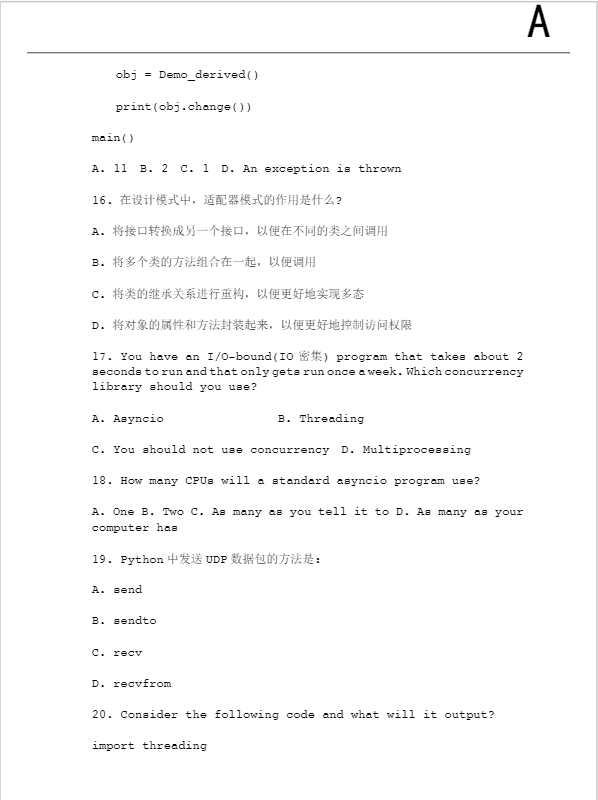 A
obj = Demo_derived()
print(obj.change())
main()
A. 11 B. 2 C. 1 D. An exception is thrown
16. 在设计模式中，适配器模式的作用是什么?
A. 将接口转换成另一个接口，以便在不同的类之间调用
B. 将多个类的方法组合在一起，以便调用
C. 将类的继承关系进行重构，以便更好地实现多态
D. 将对象的属性和方法封装起来，以便更好地控制访问权限
17. You have an I/O-bound(IO 密集) program that takes about 2
seconds to run and that only gets run once a week. Which concurrency
library should you use?
A. Asyncio B. Threading
C. You should not use concurrency D. Multiprocessing
18. How many CPUs will a standard asyncio program use?
A. One B. Two C. As many as you tell it to D. As many as your
computer has
19. Python 中发送 UDP 数据包的方法是:
A. send
B. sendto
C. recv
D. recvfrom
20. Consider the following code and what will it output?
import threading